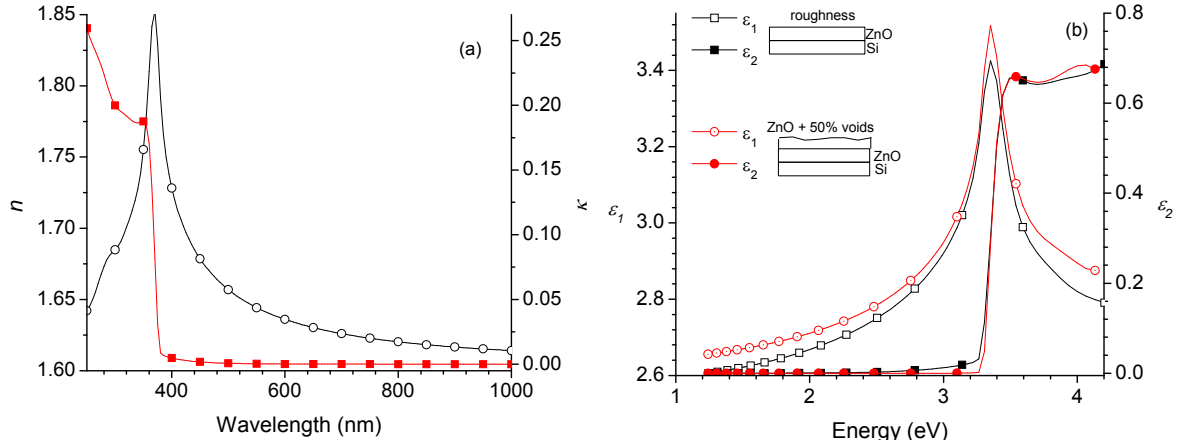 1.85
1.80
1.75
1.70
1.65
1.60
n
400
600
800
1000
Wavelength (nm)
0.25
0.20
0.15
0.10
0.05
0.00
κ
(a)
3.4
3.2
3.0
2.8
2.6
ε1
1
2
3
4
Energy (eV)
0.8
0.6
0.4
0.2
0.0
ε2
(b)
ε1
ε2
roughness
ZnO
Si
ε1
ε2
ZnO + 50% voids
ZnO
Si